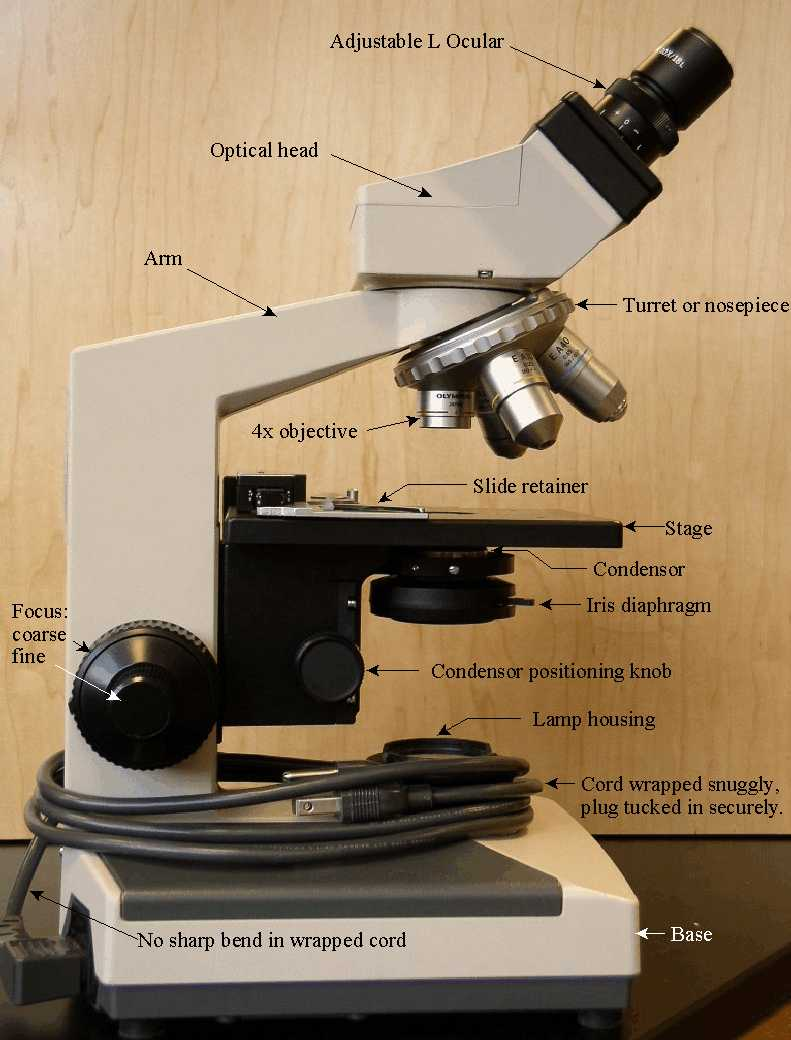 Adjustable L Ocular
Optical head
Arm
Turret or nosepiece
4x objective
Slide retainer
Stage
Condensor
Iris diaphragm
Focus:
coarse
fine
Condensor positioning knob
Lamp housing
Cord wrapped snuggly,
plug tucked in securely.
No sharp bend in wrapped cord
Base
E A40